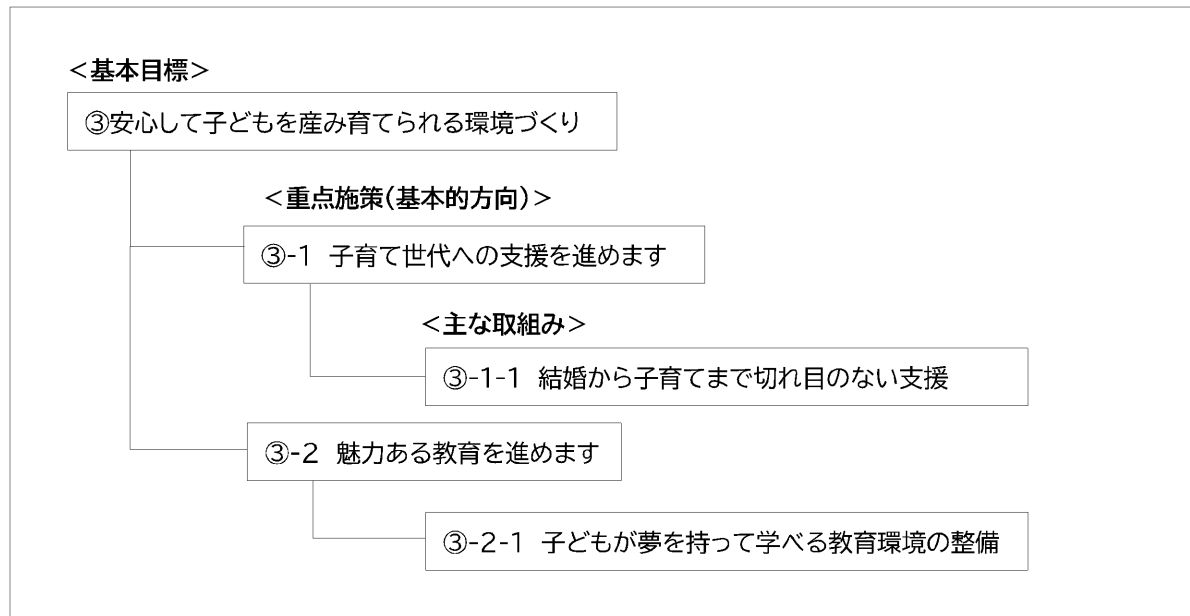 ＜基本目標＞
③安心して子どもを産み育てられる環境づくり
＜重点施策(基本的方向)＞
③-1 子育て世代への支援を進めます
＜主な取組み＞
③-1-1 結婚から子育てまで切れ目のない支援
③-2 魅力ある教育を進めます
③-2-1 子どもが夢を持って学べる教育環境の整備